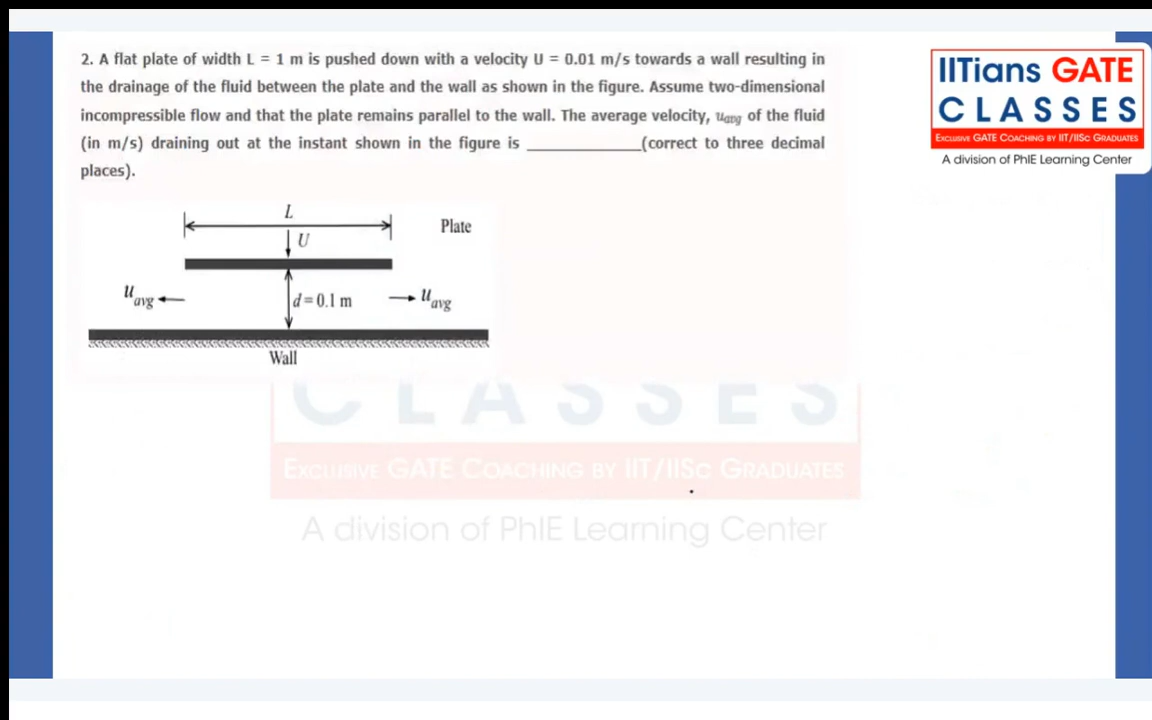 2. A flat plate of width L = 1 m is pushed down with a velocity U = 0.01 m/s towards a wall resulting in
the drainage of the fluid between the plate and the wall as shown in the figure. Assume two-dimensional
incompressible flow and that the plate remains parallel to the wall. The average velocity, uavg of the fluid
(in m/s) draining out at the instant shown in the figure is ____________(correct to three decimal
places).
IITians GATE
CLASSES
EXCLUSIVE GATE COACHING BY IIT/IISc GRADUATES
A division of PhIE Learning Center
L
Plate
U
uavg
d = 0.1 m
uavg
Wall
CLASSES
EXCLUSIVE GATE COACHING BY IIT/IISc GRADUATES
A division of PhIE Learning Center